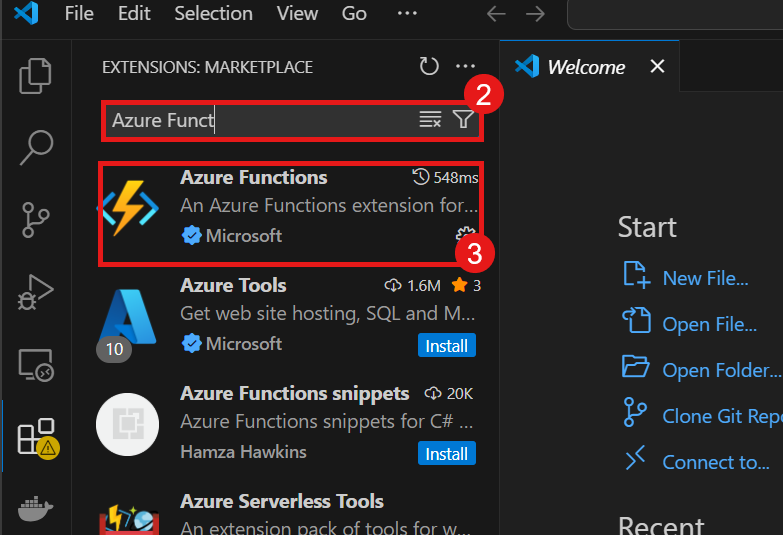 File Edit Selection View Go ···
EXTENSIONS: MARKETPLACE ···
Welcome
2
Azure Funct
Azure Functions 548ms
An Azure Functions extension for...
Microsoft
3
Azure Tools 1.6M 3
Get web site hosting, SQL and M...
10
Microsoft Install
Azure Functions snippets 20K
Azure Functions snippets for C# ...
Hamza Hawkins Install
Azure Serverless Tools
An extension pack of tools for w...
Start
New File...
Open File...
Open Folder...
Clone Git Repo
Connect to...
Recent